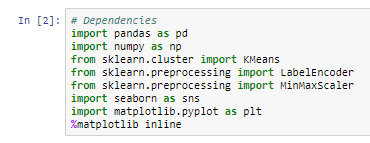 In [2]: # Dependencies
import pandas as pd
import numpy as np
from sklearn.cluster import KMeans
from sklearn.preprocessing import LabelEncoder
from sklearn.preprocessing import MinMaxScaler
import seaborn as sns
import matplotlib.pyplot as plt
%matplotlib inline